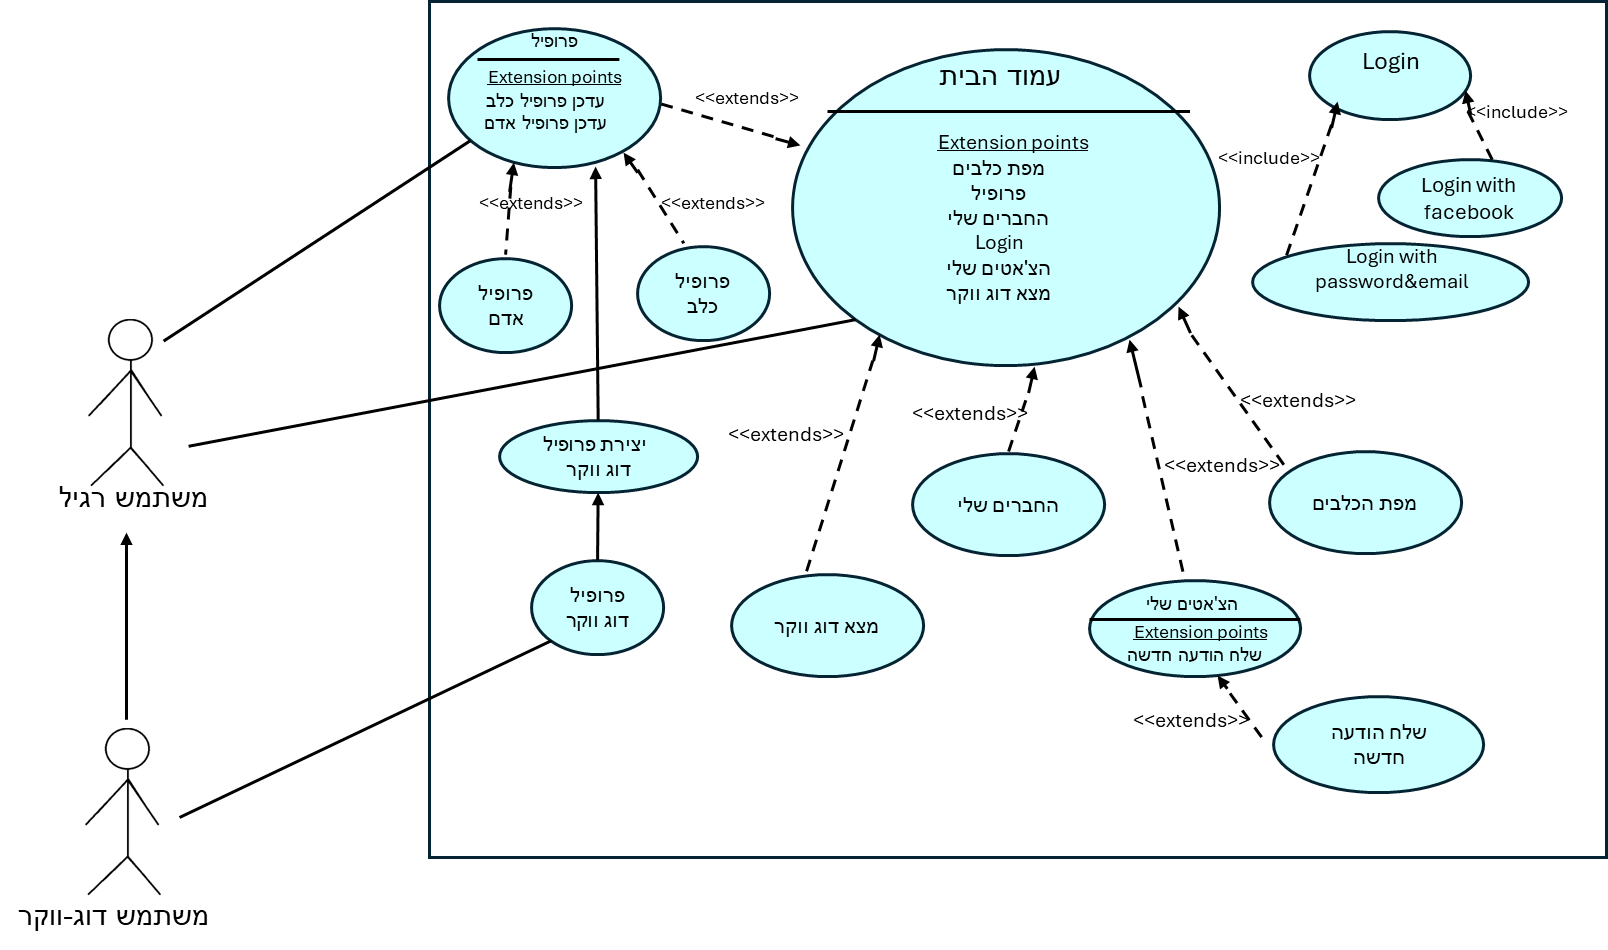 פרופיל
Extension points
עדכן פרופיל כלב
עדכן פרופיל אדם
<<extends>>
עמוד הבית
Extension points
מפת כלבים
פרופיל
החברים שלי
Login
הצ'אטים שלי
מצא דוג ווקר
Login
<<include>>
<<include>>
Login with
facebook
Login with
password&email
<<extends>>
<<extends>>
פרופיל
אדם
פרופיל
כלב
משתמש רגיל
יצירת פרופיל
דוג ווקר
<<extends>>
<<extends>>
<<extends>>
<<extends>>
החברים שלי
מפת הכלבים
פרופיל
דוג ווקר
מצא דוג ווקר
הצ'אטים שלי
Extension points
שלח הודעה חדשה
<<extends>>
שלח הודעה
חדשה
משתמש דוג-ווקר